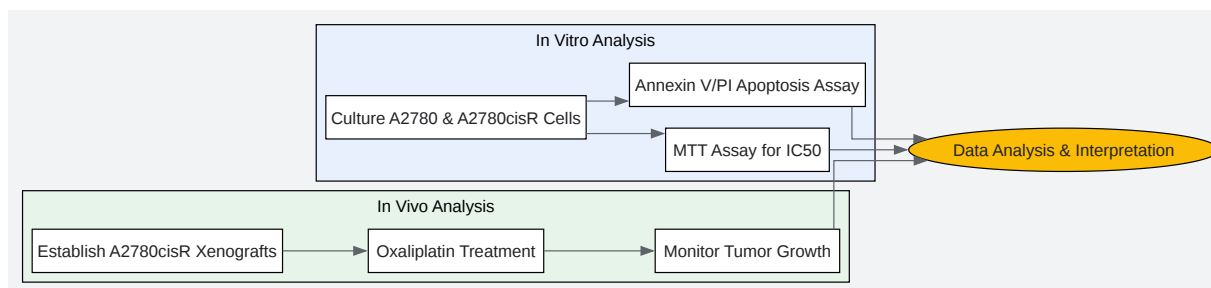 In Vitro Analysis
Annexin V/PI Apoptosis Assay
Culture A2780 & A2780cisR Cells
MTT Assay for IC50
Data Analysis & Interpretation
In Vivo Analysis
Establish A2780cisR Xenografts
Oxaliplatin Treatment
Monitor Tumor Growth